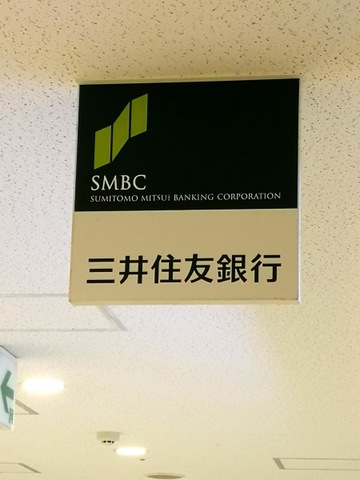 SMBC
SUMITOMO MITSUI BANKING CORPORATION
三井住友銀行